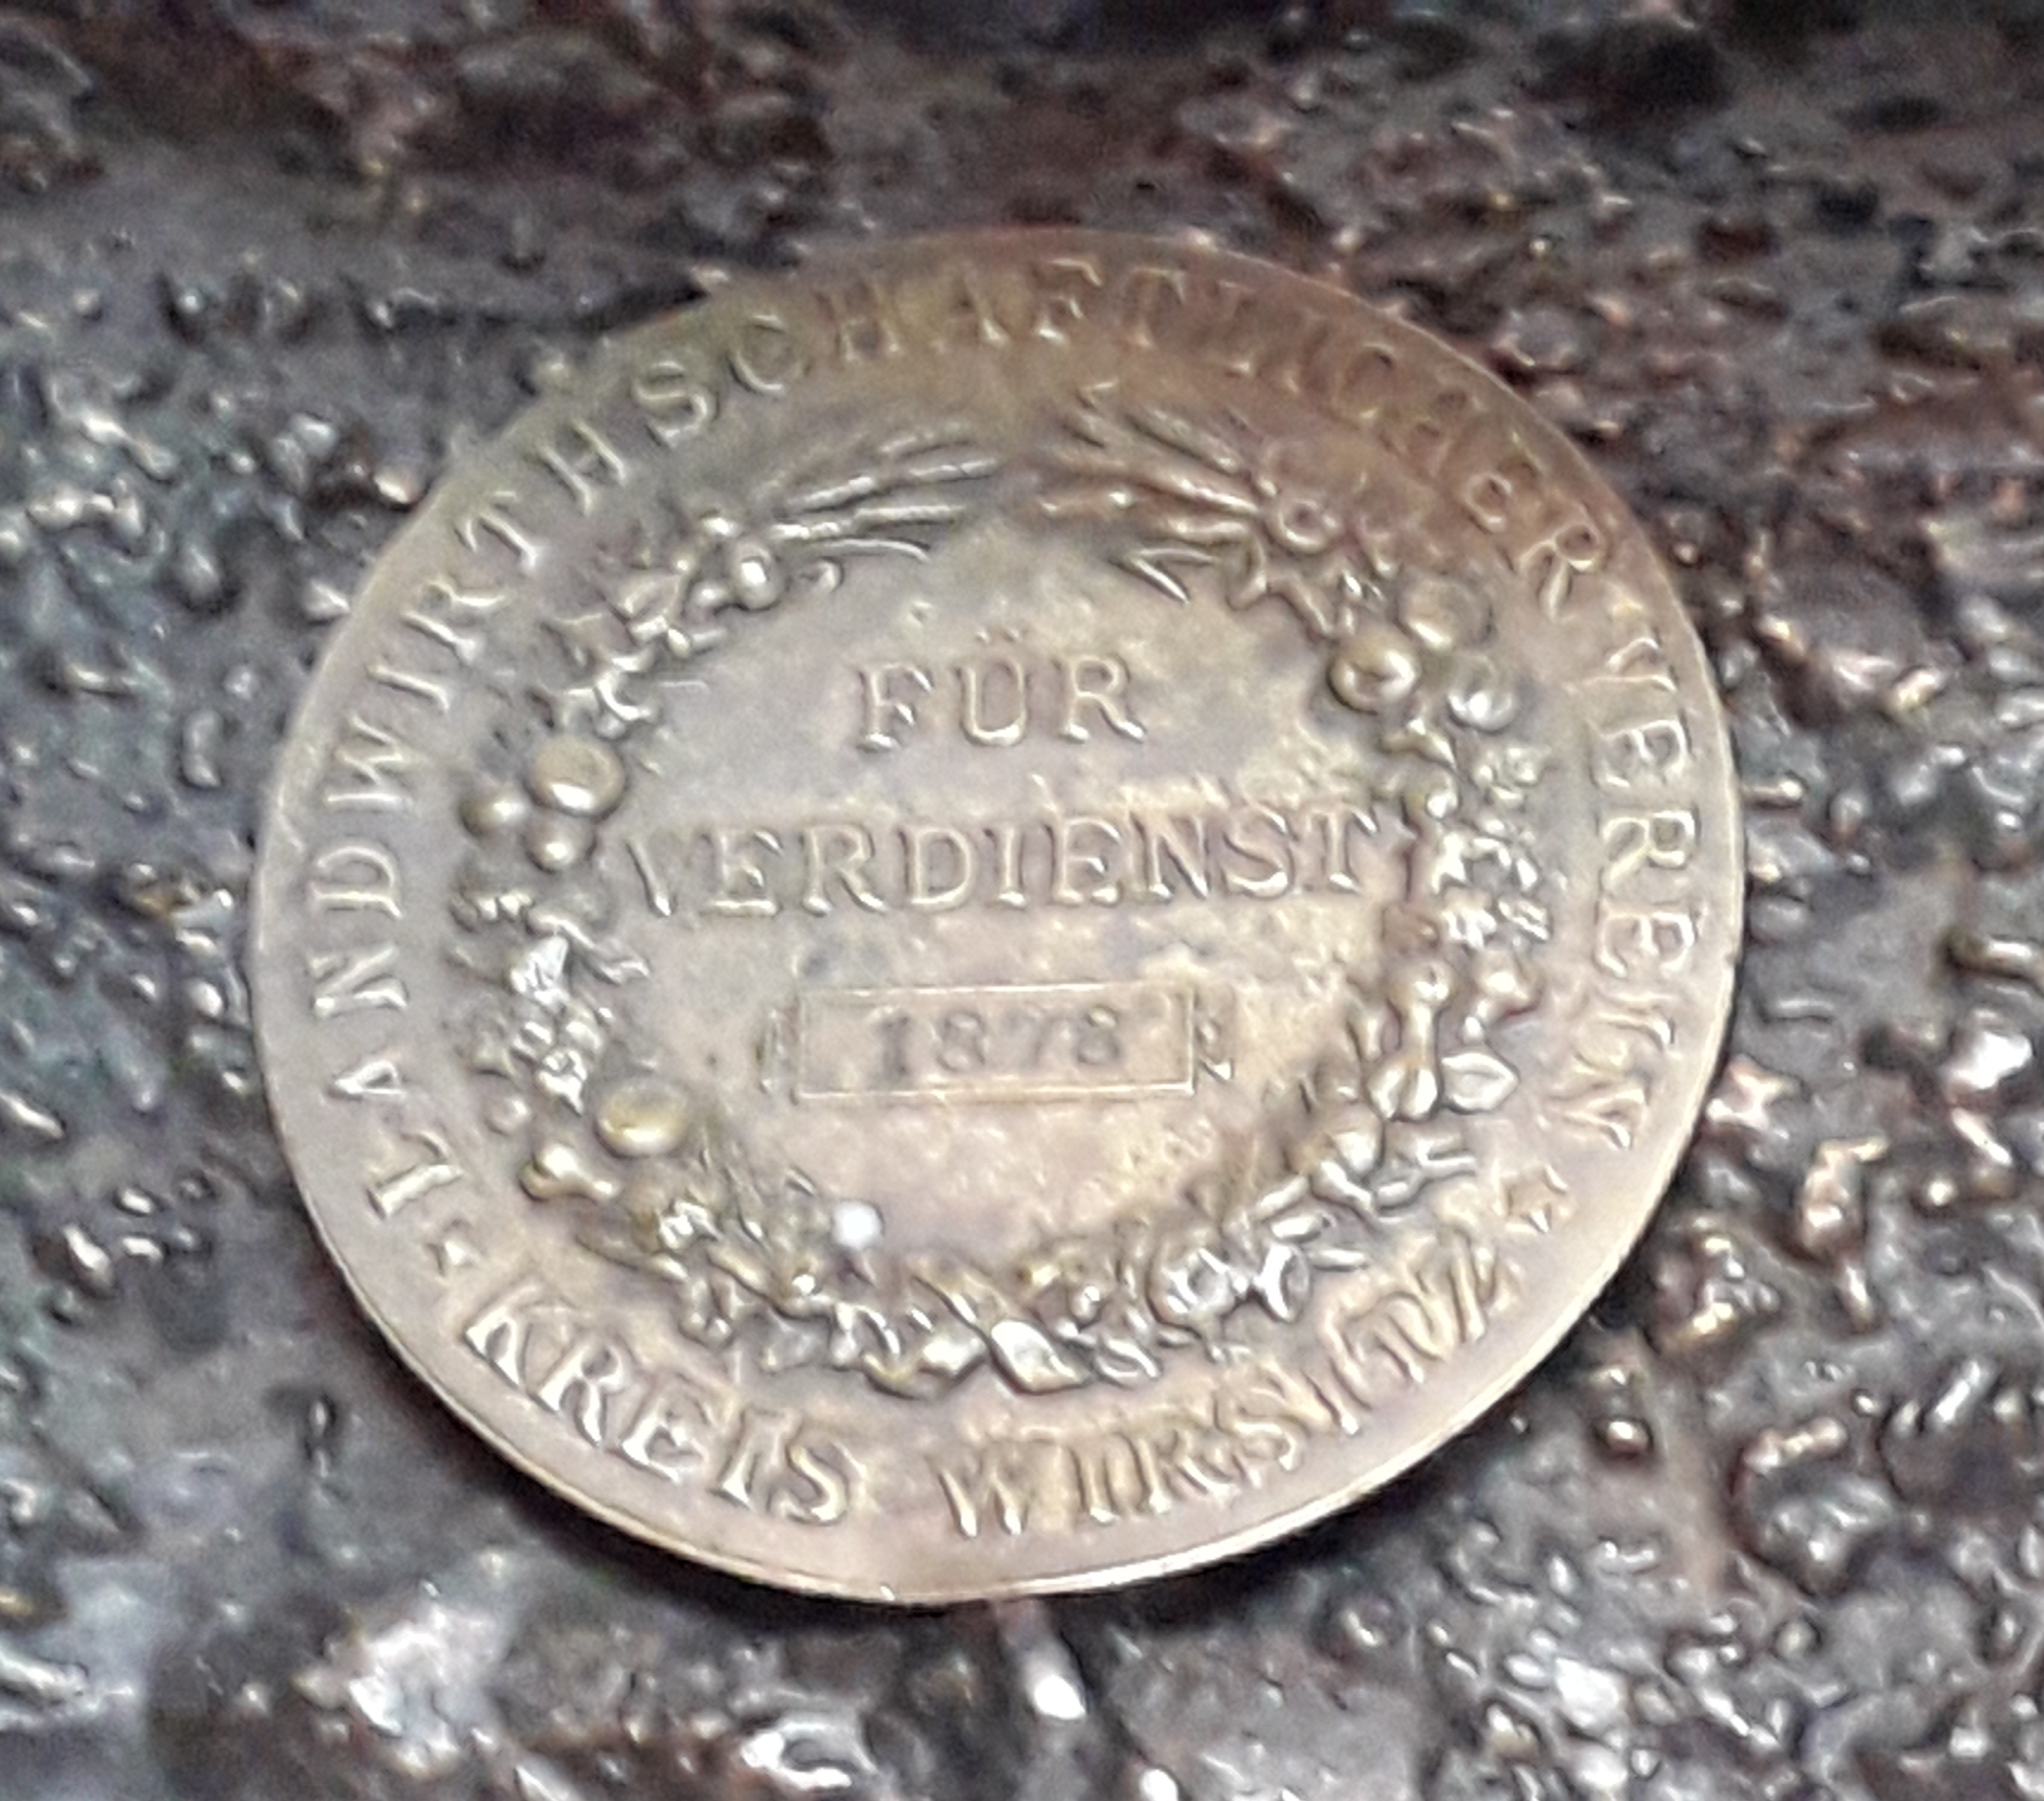 LANDWIRTHSCHAFTLICHER VEREIN
FÜR
VERDIENST
1878
KREIS WIRSITZ